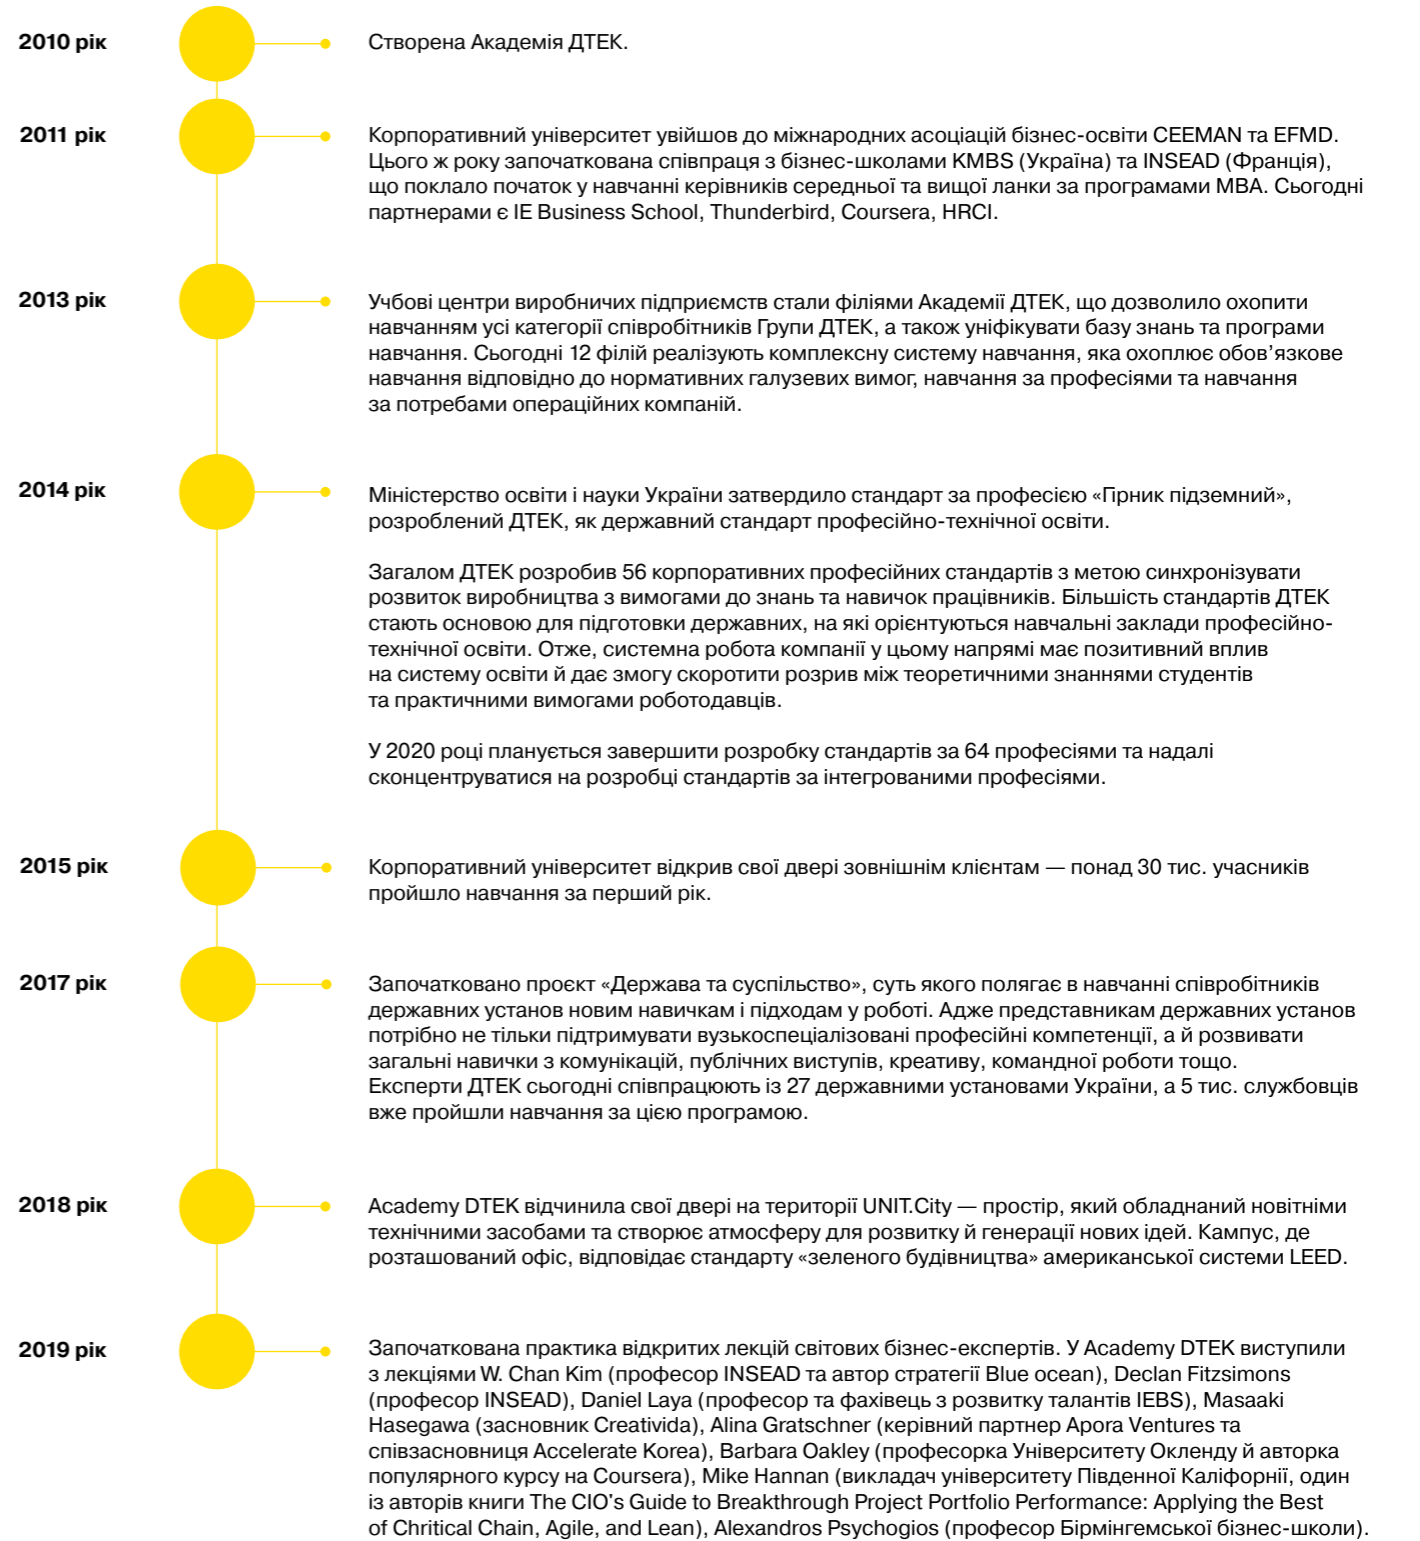 2010 рік
Створена Академія ДТЕК.
2011 рік
Корпоративний університет увійшов до міжнародних асоціацій бізнес-освіти CEEMAN та EFMD.
Цього ж року започаткована співпраця з бізнес-школами KMBS (Україна) та INSEAD (Франція),
що поклало початок у навчанні керівників середньої та вищої ланки за програмами MBA. Сьогодні
партнерами є IE Business School, Thunderbird, Coursera, HRCI.
2013 рік
Учбові центри виробничих підприємств стали філіями Академії ДТЕК, що дозволило охопити
навчанням усі категорії співробітників Групи ДТЕК, а також уніфікувати базу знань та програми
навчання. Сьогодні 12 філій реалізують комплексну систему навчання, яка охоплює обов’язкове
навчання відповідно до нормативних галузевих вимог, навчання за професіями та навчання
за потребами операційних компаній.
2014 рік
Міністерство освіти і науки України затвердило стандарт за професією «Гірник підземний»,
розроблений ДТЕК, як державний стандарт професійно-технічної освіти.
Загалом ДТЕК розробив 56 корпоративних професійних стандартів з метою синхронізувати
розвиток виробництва з вимогами до знань та навичок працівників. Більшість стандартів ДТЕК
стають основою для підготовки державних, на які орієнтуються навчальні заклади професійно-
технічної освіти. Отже, системна робота компанії у цьому напрямі має позитивний вплив
на систему освіти й дає змогу скоротити розрив між теоретичними знаннями студентів
та практичними вимогами роботодавців.
У 2020 році планується завершити розробку стандартів за 64 професіями та надалі
сконцентруватися на розробці стандартів за інтегрованими професіями.
2015 рік
Корпоративний університет відкрив свої двері зовнішнім клієнтам — понад 30 тис. учасників
пройшло навчання за перший рік.
2017 рік
Започатковано проєкт «Держава та суспільство», суть якого полягає в навчанні співробітників
державних установ новим навичкам і підходам у роботі. Адже представникам державних установ
потрібно не тільки підтримувати вузькоспеціалізовані професійні компетенції, а й розвивати
загальні навички з комунікацій, публічних виступів, креативу, командної роботи тощо.
Експерти ДТЕК сьогодні співпрацюють із 27 державними установами України, а 5 тис. службовців
вже пройшли навчання за цією програмою.
2018 рік
Academy DTEK відчинила свої двері на території UNIT.City — простір, який обладнаний новітніми
технічними засобами та створює атмосферу для розвитку й генерації нових ідей. Кампус, де
розташований офіс, відповідає стандарту «зеленого будівництва» американської системи LEED.
2019 рік
Започаткована практика відкритих лекцій світових бізнес-експертів. У Academy DTEK виступили
з лекціями W. Chan Kim (професор INSEAD та автор стратегії Blue ocean), Declan Fitzsimons
(професор INSEAD), Daniel Laya (професор та фахівець з розвитку талантів IEBS), Masaaki
Hasegawa (засновник Creativida), Alina Gratschner (керівний партнер Apora Ventures та
співзасновниця Accelerate Korea), Barbara Oakley (професорка Університету Окленду й авторка
популярного курсу на Coursera), Mike Hannan (викладач університету Південної Каліфорнії, один
із авторів книги The CIO's Guide to Breakthrough Project Portfolio Performance: Applying the Best
of Chritical Chain, Agile, and Lean), Alexandros Psychogios (професор Бірмінгемської бізнес-школи).